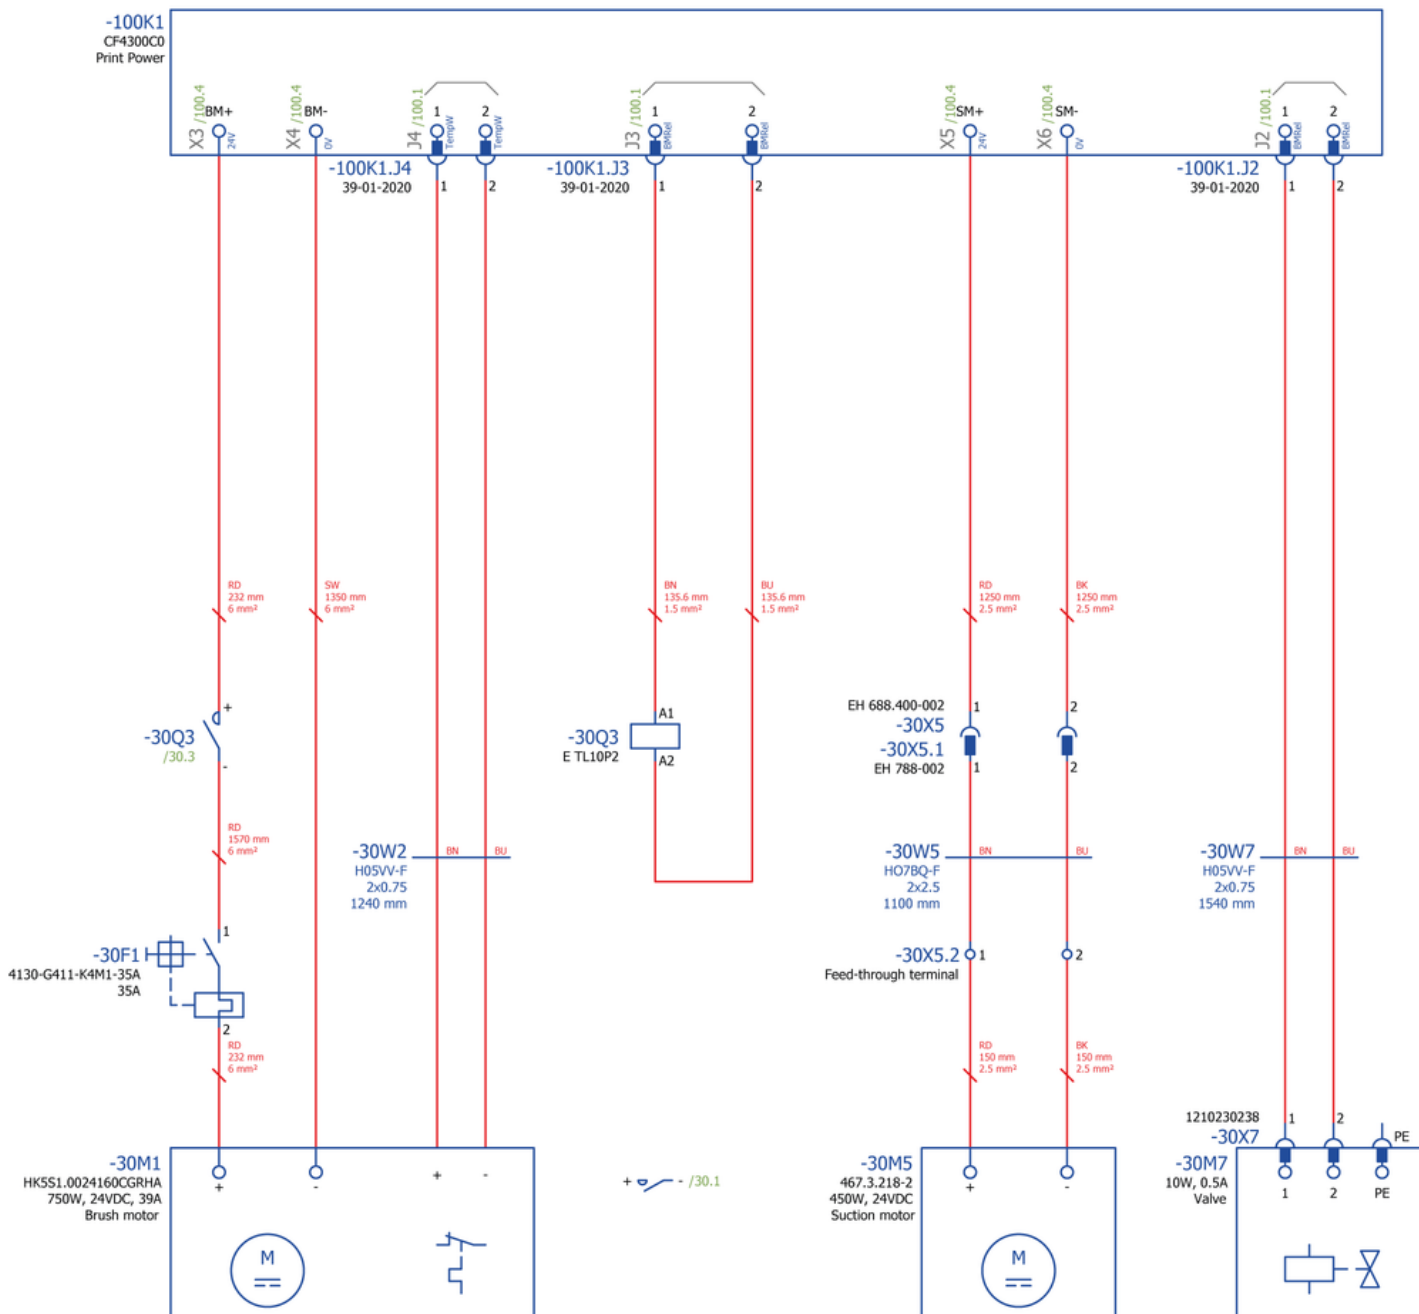 -100K1
CF4300C0
Print Power
X3 /100.4
BM+
24V
X4 /100.4
BM-
0V
J4 /100.1
1
TempW
2
TempW
J3 /100.1
1
BMRel
2
BMRel
X5 /100.4
SM+
24V
X6 /100.4
SM-
0V
J2 /100.1
1
BMRel
2
BMRel
-100K1.J4
39-01-2020
1
2
-100K1.J3
39-01-2020
1
2
-100K1.J2
39-01-2020
1
2
RD
232 mm
6 mm²
SW
1350 mm
6 mm²
BN
135.6 mm
1.5 mm²
BU
135.6 mm
1.5 mm²
RD
1250 mm
2.5 mm²
BK
1250 mm
2.5 mm²
+
-30Q3
/30.3
-
A1
-30Q3
E TL10P2
A2
EH 688.400-002
1
2
-30X5
-30X5.1
EH 788-002
1
2
RD
1570 mm
6 mm²
-30W2
BN
BU
H05VV-F
2x0.75
1240 mm
-30W5
BN
BU
HO7BQ-F
2x2.5
1100 mm
-30W7
BN
BU
H05VV-F
2x0.75
1540 mm
1
-30F1
4130-G411-K4M1-35A
35A
2
-30X5.2
1
2
Feed-through terminal
RD
232 mm
6 mm²
RD
150 mm
2.5 mm²
BK
150 mm
2.5 mm²
1210230238
1
2
-30X7
PE
-30M1
HK5S1.0024160CGRHA
750W, 24VDC, 39A
Brush motor
+
-
+
-
M
+ - /30.1
-30M5
467.3.218-2
450W, 24VDC
Suction motor
+
-
M
-30M7
10W, 0.5A
Valve
1
2
PE